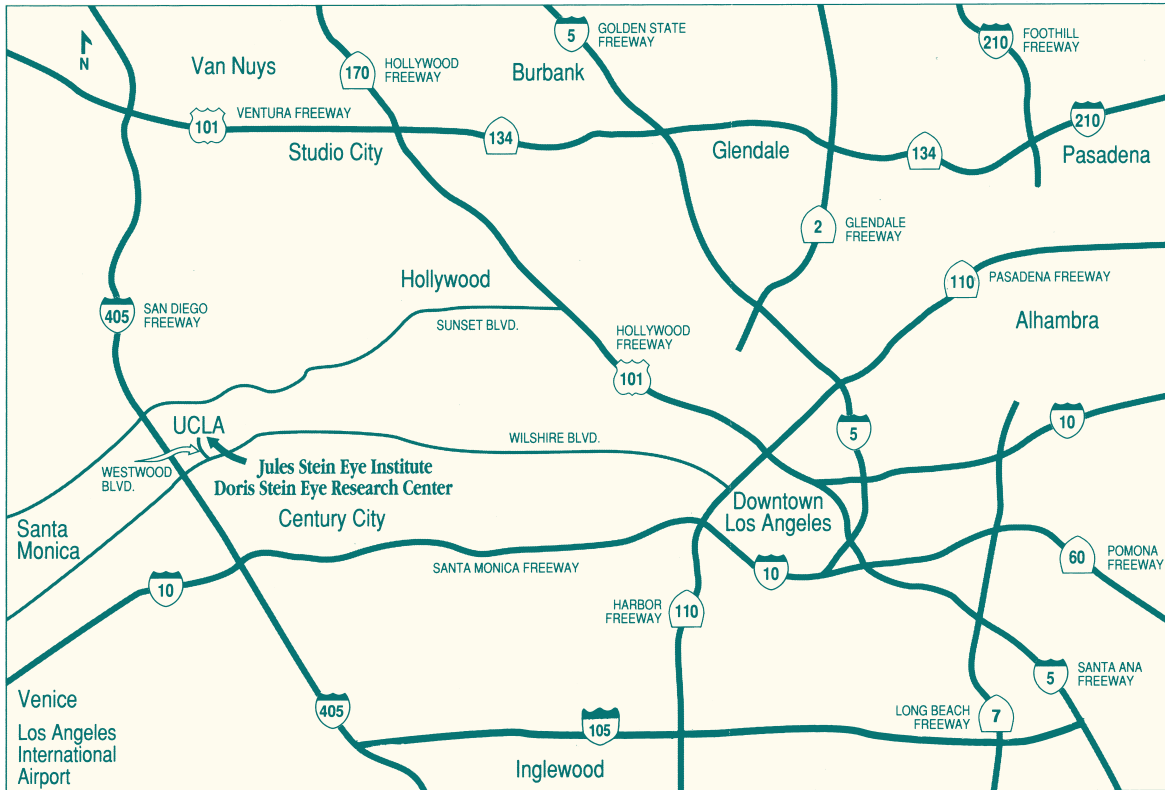 5
GOLDEN STATE
FREEWAY
210
FOOTHILL
FREEWAY
N
Van Nuys
170
HOLLYWOOD
FREEWAY
Burbank
101
VENTURA FREEWAY
134
210
Studio City
Glendale
134
Pasadena
2
GLENDALE
FREEWAY
Hollywood
110
PASADENA FREEWAY
405
SAN DIEGO
FREEWAY
SUNSET BLVD.
HOLLYWOOD
FREEWAY
101
Alhambra
UCLA
WILSHIRE BLVD.
5
10
WESTWOOD
BLVD.
Jules Stein Eye Institute
Doris Stein Eye Research Center
Century City
Downtown
Los Angeles
Santa
Monica
10
SANTA MONICA FREEWAY
10
60
POMONA
FREEWAY
HARBOR
FREEWAY
110
Venice
405
105
5
SANTA ANA
FREEWAY
LONG BEACH
FREEWAY
7
Los Angeles
International
Airport
Inglewood